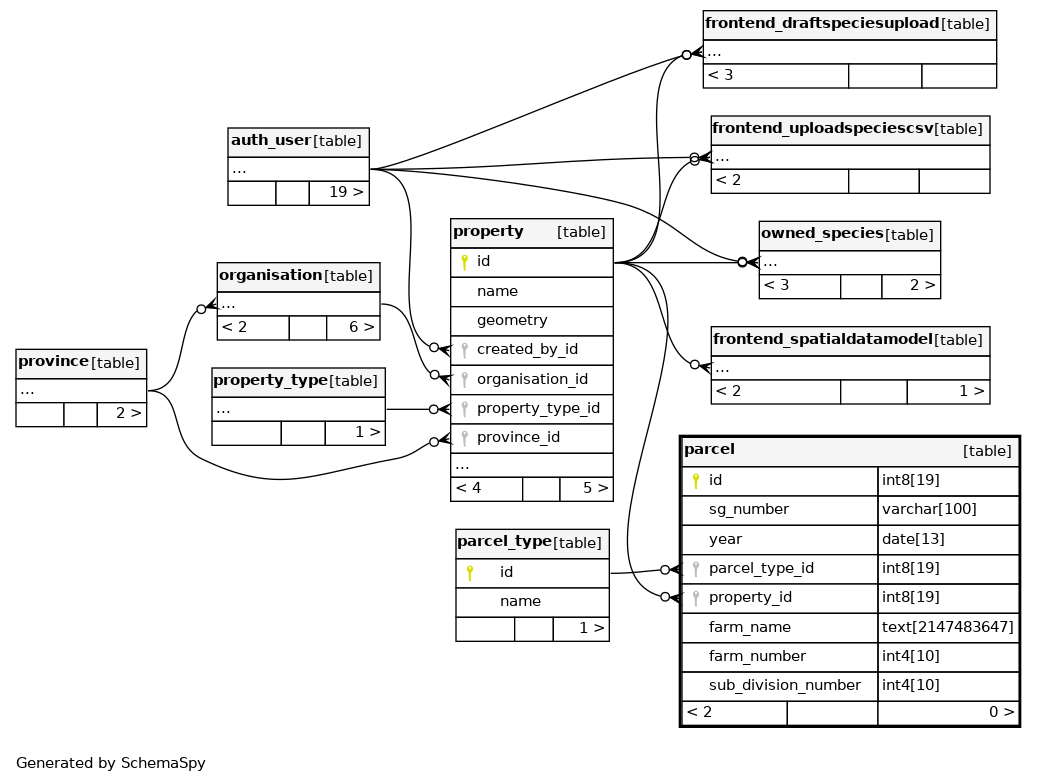 frontend_draftspeciesupload [table]
...
< 3
frontend_uploadspeciescsv [table]
...
< 2
auth_user [table]
...
19 >
property [table]
id
name
geometry
created_by_id
organisation_id
property_type_id
province_id
...
< 4 5 >
owned_species [table]
...
< 3 2 >
organisation [table]
...
< 2 6 >
frontend_spatialdatamodel [table]
...
< 2 1 >
province [table]
...
2 >
property_type [table]
...
1 >
parcel [table]
id int8[19]
sg_number varchar[100]
year date[13]
parcel_type_id int8[19]
property_id int8[19]
farm_name text[2147483647]
farm_number int4[10]
sub_division_number int4[10]
< 2 0 >
parcel_type [table]
id
name
1 >
Generated by SchemaSpy